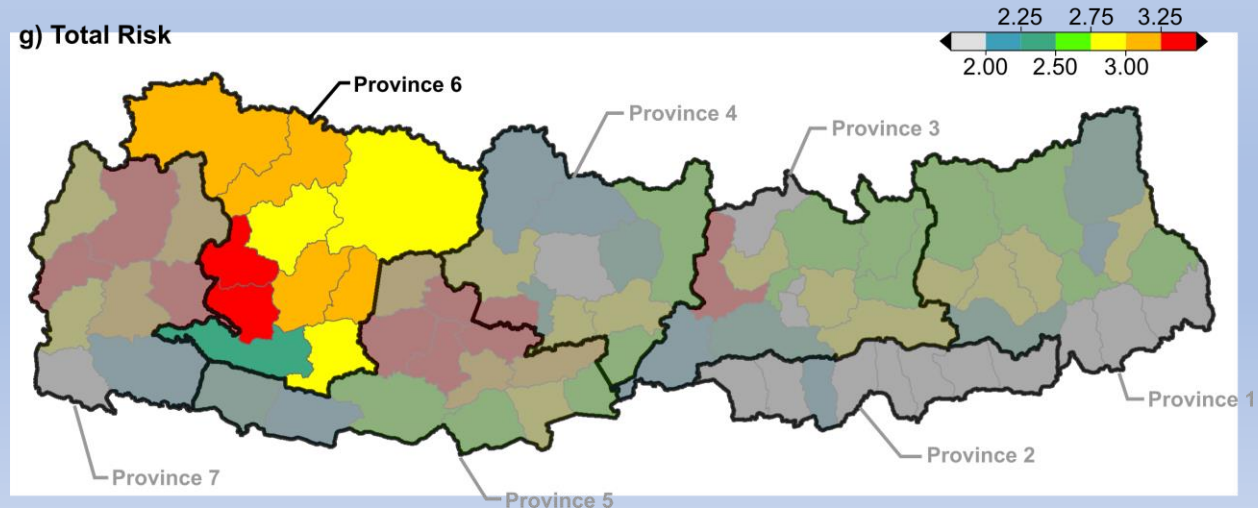 g) Total Risk
2.25 2.75 3.25
2.00 2.50 3.00
Province 6
Province 4
Province 3
Province 1
Province 2
Province 7
Province 5